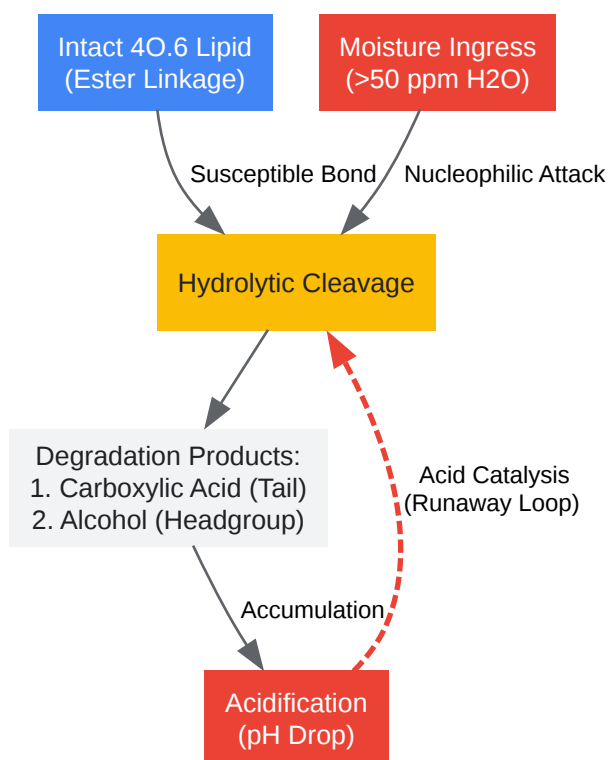 Intact 4O.6 Lipid
(Ester Linkage)
Moisture Ingress
(>50 ppm H2O)
Susceptible Bond
Nucleophilic Attack
Hydrolytic Cleavage
Degradation Products:
1. Carboxylic Acid (Tail)
2. Alcohol (Headgroup)
Acid Catalysis
(Runaway Loop)
Accumulation
Acidification
(pH Drop)